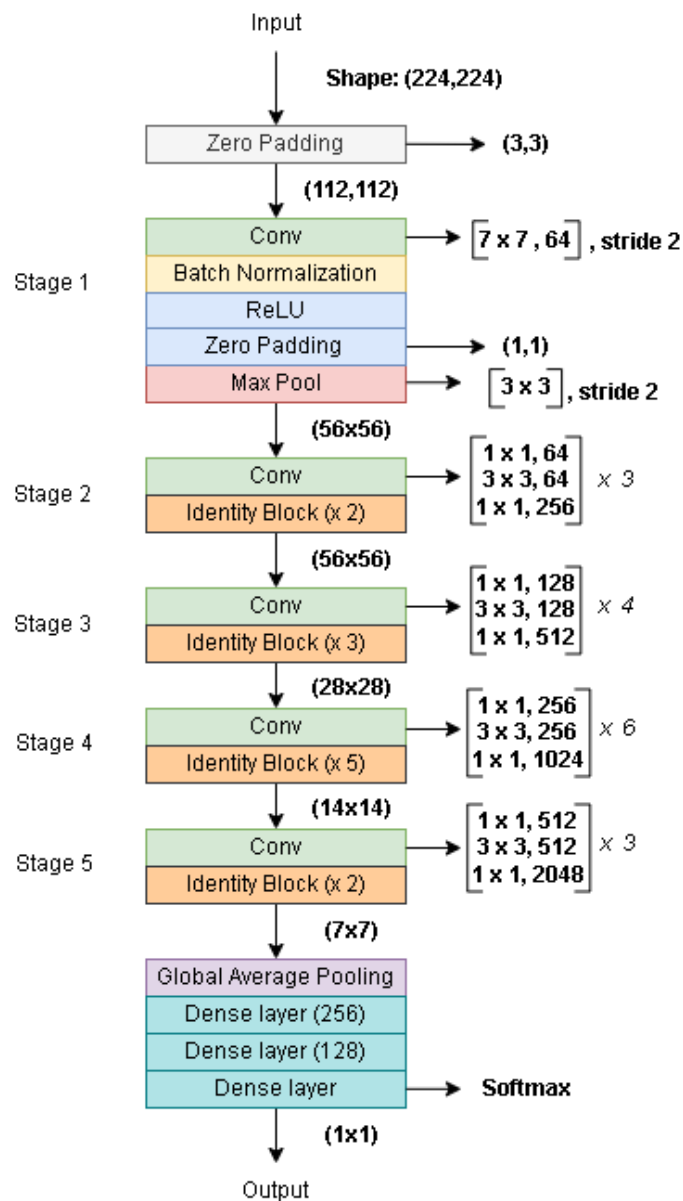 Input
Shape: (224,224)
Zero Padding
(3,3)
(112,112)
Stage 1
Conv
[7 x 7 , 64] , stride 2
Batch Normalization
ReLU
Zero Padding
(1,1)
Max Pool
[3 x 3] , stride 2
(56x56)
Stage 2
Conv
Identity Block (x 2)
1 x 1, 64
3 x 3, 64
1 x 1, 256
x 3
(56x56)
Stage 3
Conv
Identity Block (x 3)
1 x 1, 128
3 x 3, 128
1 x 1, 512
x 4
(28x28)
Stage 4
Conv
Identity Block (x 5)
1 x 1, 256
3 x 3, 256
1 x 1, 1024
x 6
(14x14)
Stage 5
Conv
Identity Block (x 2)
1 x 1, 512
3 x 3, 512
1 x 1, 2048
x 3
(7x7)
Global Average Pooling
Dense layer (256)
Dense layer (128)
Dense layer
Softmax
(1x1)
Output